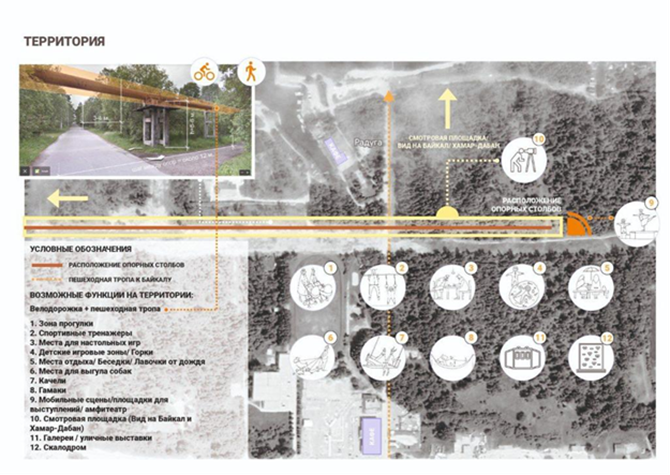 ТЕРРИТОРИЯ
5-6 м.
Радуга
СМОТРОВАЯ ПЛОЩАДКА/
ВИД НА БАЙКАЛ/ ХАМАР-ДАБАН
10
РАСПОЛОЖЕНИЕ
ОПОРНЫХ СТОЛБОВ
9
УСЛОВНЫЕ ОБОЗНАЧЕНИЯ
РАСПОЛОЖЕНИЕ ОПОРНЫХ СТОЛБОВ
ПЕШЕХОДНАЯ ТРОПА К БАЙКАЛУ
ВОЗМОЖНЫЕ ФУНКЦИИ НА ТЕРРИТОРИИ:
Велодорожка + пешеходная тропа
1. Зона прогулки
2. Спортивные тренажеры
3. Места для настольных игр
4. Детские игровые зоны/ Горки
5. Места отдыха/ Беседки/ Лавочки от дождя
6. Места для выгула собак
7. Качели
8. Гамаки
9. Мобильные сцены/площадки для
выступлений/ амфитеатр
10. Смотровая площадка (Вид на Байкал и
Хамар-Дабан)
11. Галереи / уличные выставки
12. Скалодром
1 2 3 4 5
6 7 8 11 12